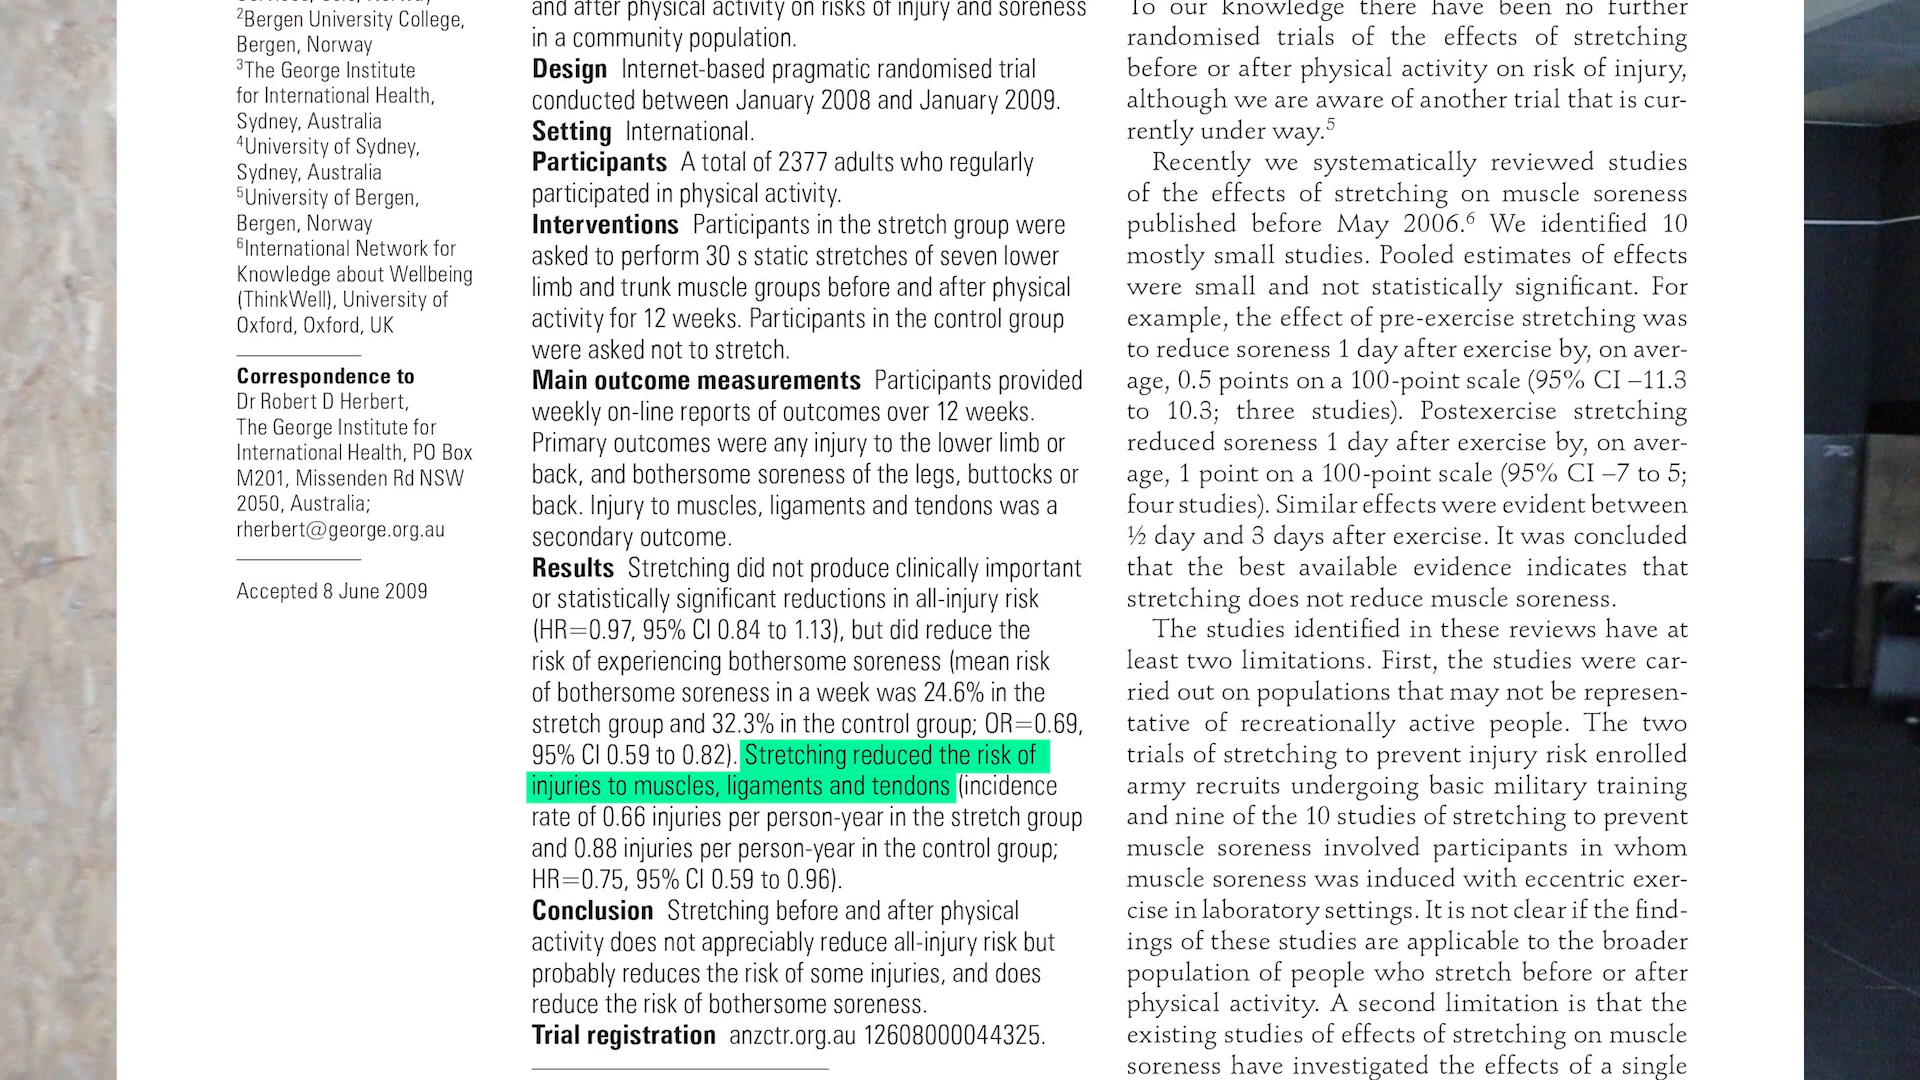 ²Bergen University College,
Bergen, Norway
³The George Institute
for International Health,
Sydney, Australia
⁴University of Sydney,
Sydney, Australia
⁵University of Bergen,
Bergen, Norway
⁶International Network for
Knowledge about Wellbeing
(ThinkWell), University of
Oxford, Oxford, UK
Correspondence to
Dr Robert D Herbert,
The George Institute for
International Health, PO Box
M201, Missenden Rd NSW
2050, Australia;
rherbert@george.org.au
Accepted 8 June 2009
and after physical activity on risks of injury and soreness
in a community population.
Design Internet-based pragmatic randomised trial
conducted between January 2008 and January 2009.
Setting International.
Participants A total of 2377 adults who regularly
participated in physical activity.
Interventions Participants in the stretch group were
asked to perform 30 s static stretches of seven lower
limb and trunk muscle groups before and after physical
activity for 12 weeks. Participants in the control group
were asked not to stretch.
Main outcome measurements Participants provided
weekly on-line reports of outcomes over 12 weeks.
Primary outcomes were any injury to the lower limb or
back, and bothersome soreness of the legs, buttocks or
back. Injury to muscles, ligaments and tendons was a
secondary outcome.
Results Stretching did not produce clinically important
or statistically significant reductions in all-injury risk
(HR=0.97, 95% CI 0.84 to 1.13), but did reduce the
risk of experiencing bothersome soreness (mean risk
of bothersome soreness in a week was 24.6% in the
stretch group and 32.3% in the control group; OR=0.69,
95% CI 0.59 to 0.82). Stretching reduced the risk of
injuries to muscles, ligaments and tendons (incidence
rate of 0.66 injuries per person-year in the stretch group
and 0.88 injuries per person-year in the control group;
HR=0.75, 95% CI 0.59 to 0.96).
Conclusion Stretching before and after physical
activity does not appreciably reduce all-injury risk but
probably reduces the risk of some injuries, and does
reduce the risk of bothersome soreness.
Trial registration anzctr.org.au 12608000044325.
To our knowledge there have been no further
randomised trials of the effects of stretching
before or after physical activity on risk of injury,
although we are aware of another trial that is cur-
rently under way.⁵
Recently we systematically reviewed studies
of the effects of stretching on muscle soreness
published before May 2006.⁶ We identified 10
mostly small studies. Pooled estimates of effects
were small and not statistically significant. For
example, the effect of pre-exercise stretching was
to reduce soreness 1 day after exercise by, on aver-
age, 0.5 points on a 100-point scale (95% CI –11.3
to 10.3; three studies). Postexercise stretching
reduced soreness 1 day after exercise by, on aver-
age, 1 point on a 100-point scale (95% CI –7 to 5;
four studies). Similar effects were evident between
½ day and 3 days after exercise. It was concluded
that the best available evidence indicates that
stretching does not reduce muscle soreness.
The studies identified in these reviews have at
least two limitations. First, the studies were car-
ried out on populations that may not be represen-
tative of recreationally active people. The two
trials of stretching to prevent injury risk enrolled
army recruits undergoing basic military training
and nine of the 10 studies of stretching to prevent
muscle soreness involved participants in whom
muscle soreness was induced with eccentric exer-
cise in laboratory settings. It is not clear if the find-
ings of these studies are applicable to the broader
population of people who stretch before or after
physical activity. A second limitation is that the
existing studies of effects of stretching on muscle
soreness have investigated the effects of a single